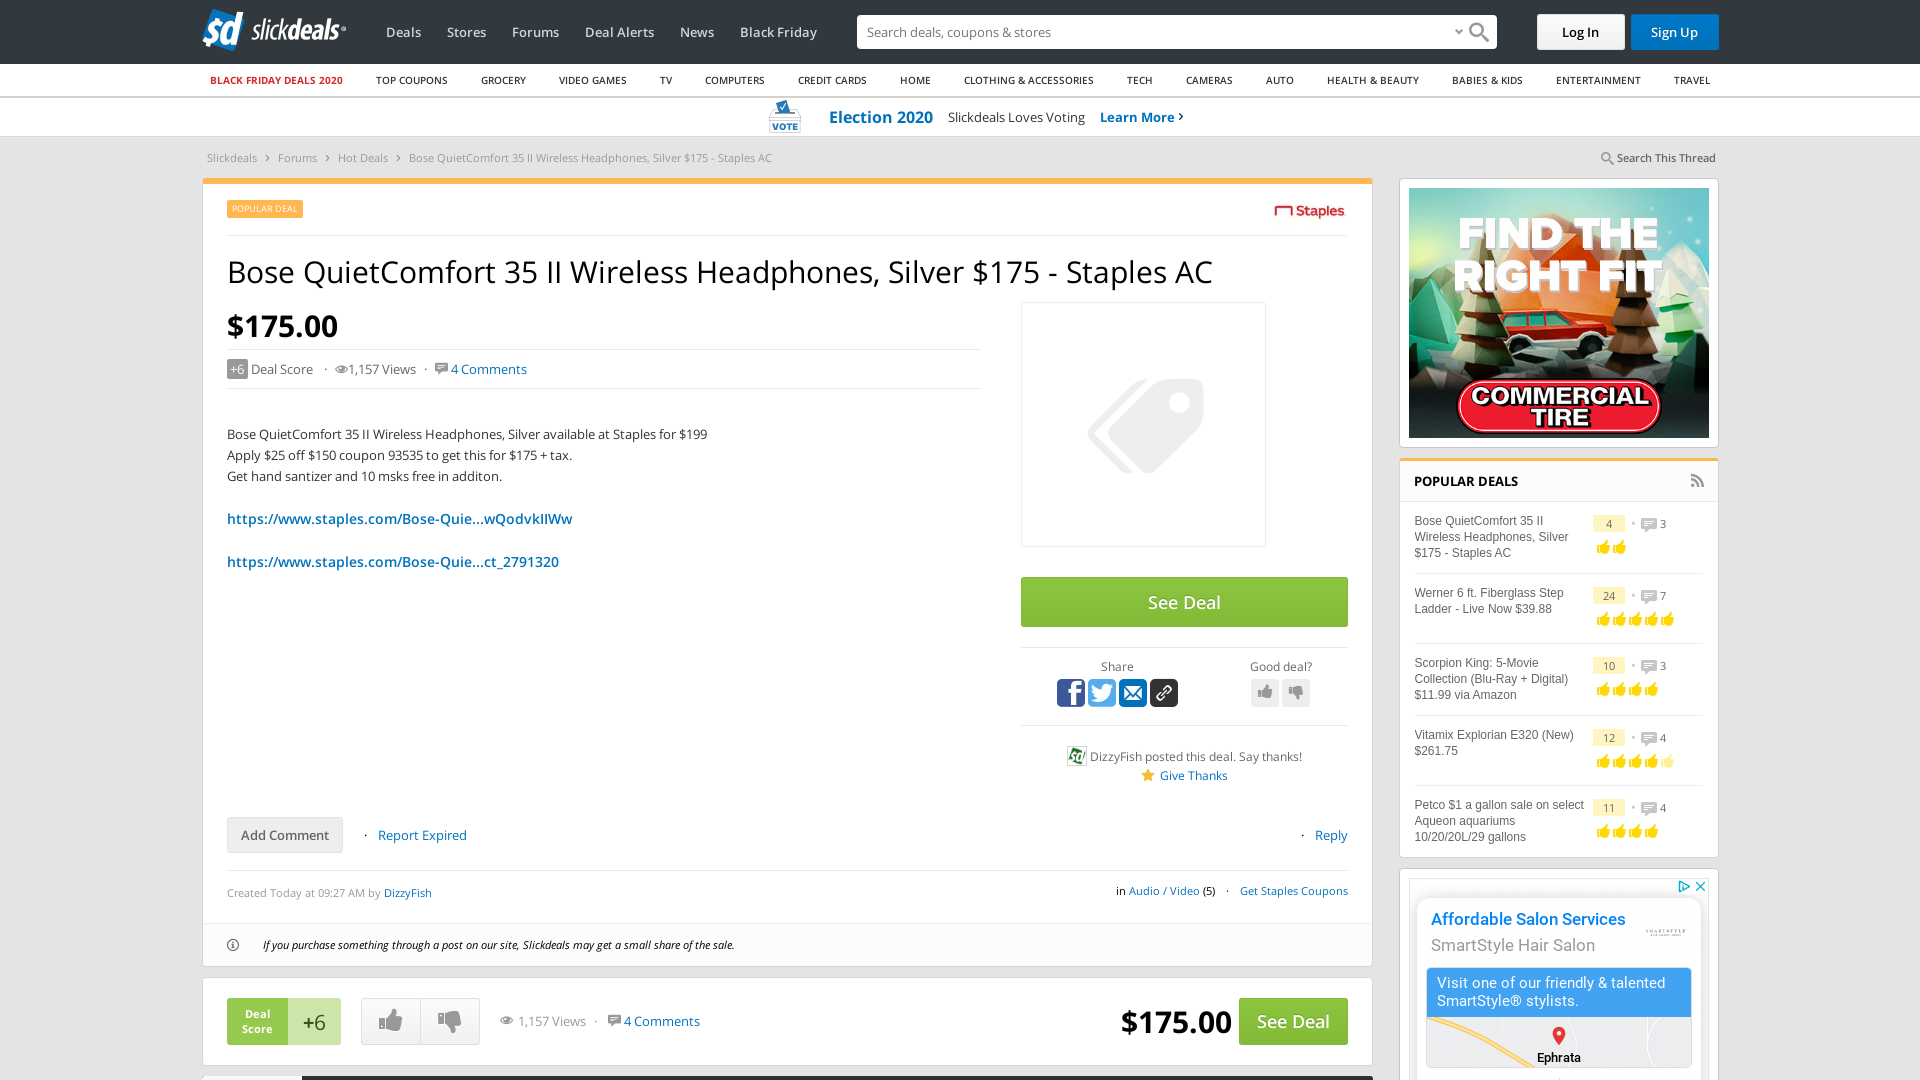 slickdeals
Deals
Stores
Forums
Deal Alerts
News
Black Friday
Search deals, coupons & shopping
Log In
Sign Up
BLACK FRIDAY DEALS 2020
TOP COUPONS
GROCERY
VIDEO GAMES
TV
COMPUTERS
CREDIT CARDS
HOME
CLOTHING & ACCESSORIES
TECH
CAMERAS
AUTO
HEALTH & BEAUTY
BABIES & KIDS
ENTERTAINMENT
TRAVEL
VOTE
Election 2020 Slickdeals Loves Voting Learn More
Slickdeals › Forums › Hot Deals › Bose QuietComfort 35 II Wireless Headphones, Silver $175 - Staples AC
Search This Thread
POPULAR DEAL
Staples
Bose QuietComfort 35 II Wireless Headphones, Silver $175 - Staples AC
$175.00
+6 Deal Score · 1,157 Views · 4 Comments
Bose QuietComfort 35 II Wireless Headphones, Silver available at Staples for $199
Apply $25 off $150 coupon 93535 to get this for $175 + tax.
Get hand santizer and 10 msks free in additon.
https://www.staples.com/Bose-Quie...wQodvkIIWw
https://www.staples.com/Bose-Quie...ct_2791320
See Deal
Share
Good deal?
DizzyFish posted this deal. Say thanks!
Give Thanks
Add Comment · Report Expired
· Reply
Created Today at 09:27 AM by DizzyFish
in Audio / Video (5) · Get Staples Coupons
If you purchase something through a post on our site, Slickdeals may get a small share of the sale.
Deal
Score
+6
1,157 Views · 4 Comments
$175.00
See Deal
FIND THE
RIGHT FIT
COMMERCIAL
TIRE
POPULAR DEALS
Bose QuietComfort 35 II
Wireless Headphones, Silver
$175 - Staples AC
4 • 3
Werner 6 ft. Fiberglass Step
Ladder - Live Now $39.88
24 • 7
Scorpion King: 5-Movie
Collection (Blu-Ray + Digital)
$11.99 via Amazon
10 • 3
Vitamix Explorian E320 (New)
$261.75
12 • 4
Petco $1 a gallon sale on select
Aqueon aquariums
10/20/20L/29 gallons
11 • 4
Affordable Salon Services
SmartStyle Hair Salon
SMARTSTYLE
Visit one of our friendly & talented
SmartStyle® stylists.
Ephrata